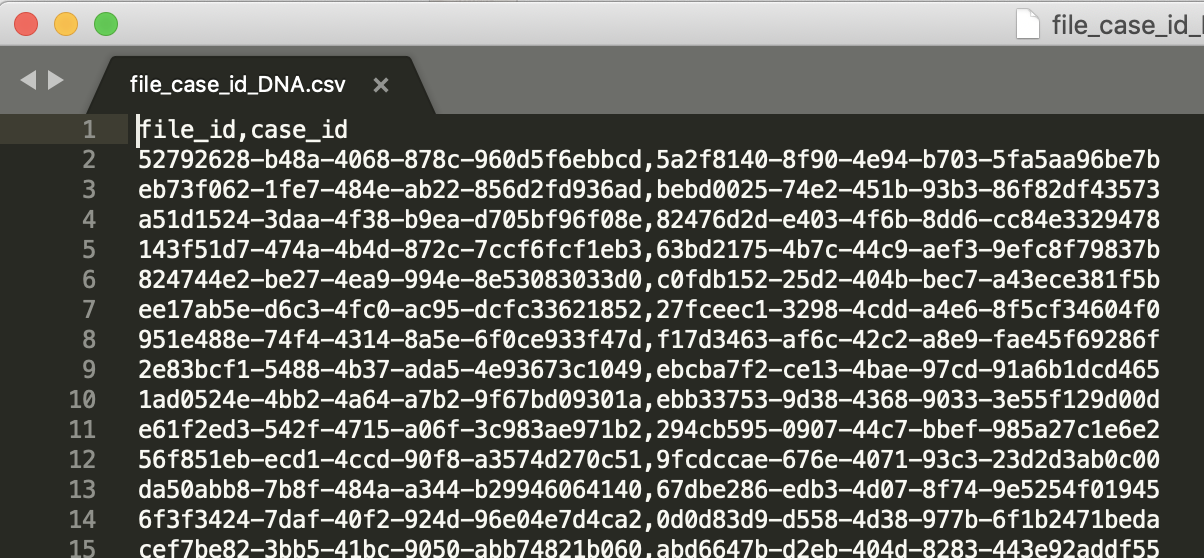 file_case_id_
file_case_id_DNA.csv ×
1 file_id,case_id
2 52792628-b48a-4068-878c-960d5f6ebbcd,5a2f8140-8f90-4e94-b703-5fa5aa96be7b
3 eb73f062-1fe7-484e-ab22-856d2fd936ad,bebd0025-74e2-451b-93b3-86f82df43573
4 a51d1524-3daa-4f38-b9ea-d705bf96f08e,82476d2d-e403-4f6b-8dd6-cc84e3329478
5 143f51d7-474a-4b4d-872c-7ccf6fcf1eb3,63bd2175-4b7c-44c9-aef3-9efc8f79837b
6 824744e2-be27-4ea9-994e-8e53083033d0,c0fdb152-25d2-404b-bec7-a43ece381f5b
7 ee17ab5e-d6c3-4fc0-ac95-dcfc33621852,27fceec1-3298-4cdd-a4e6-8f5cf34604f0
8 951e488e-74f4-4314-8a5e-6f0ce933f47d,f17d3463-af6c-42c2-a8e9-fae45f69286f
9 2e83bcf1-5488-4b37-ada5-4e93673c1049,ebcba7f2-ce13-4bae-97cd-91a6b1dcd465
10 1ad0524e-4bb2-4a64-a7b2-9f67bd09301a,ebb33753-9d38-4368-9033-3e55f129d00d
11 e61f2ed3-542f-4715-a06f-3c983ae971b2,294cb595-0907-44c7-bbef-985a27c1e6e2
12 56f851eb-ecd1-4ccd-90f8-a3574d270c51,9fcdccae-676e-4071-93c3-23d2d3ab0c00
13 da50abb8-7b8f-484a-a344-b29946064140,67dbe286-edb3-4d07-8f74-9e5254f01945
14 6f3f3424-7daf-40f2-924d-96e04e7d4ca2,0d0d83d9-d558-4d38-977b-6f1b2471beda
15 cef7be82-3bb5-41bc-9050-abb74821b060,abd6647b-d2eb-404d-8283-443e92addf55